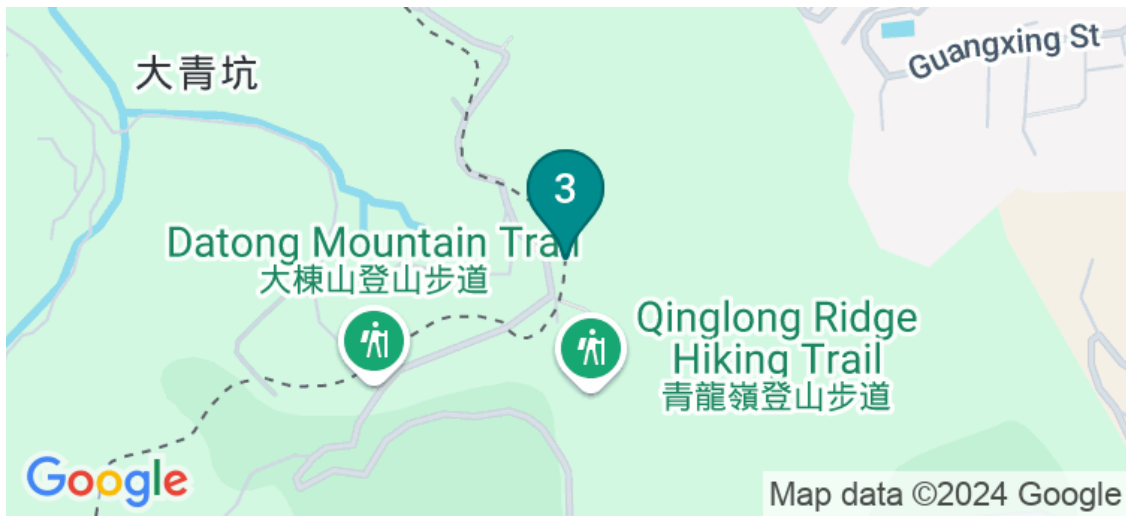 大青坑
Guangxing St
3
Datong Mountain Trail
大棟山登山步道
Qinglong Ridge
Hiking Trail
青龍嶺登山步道
Google
Map data ©2024 Google